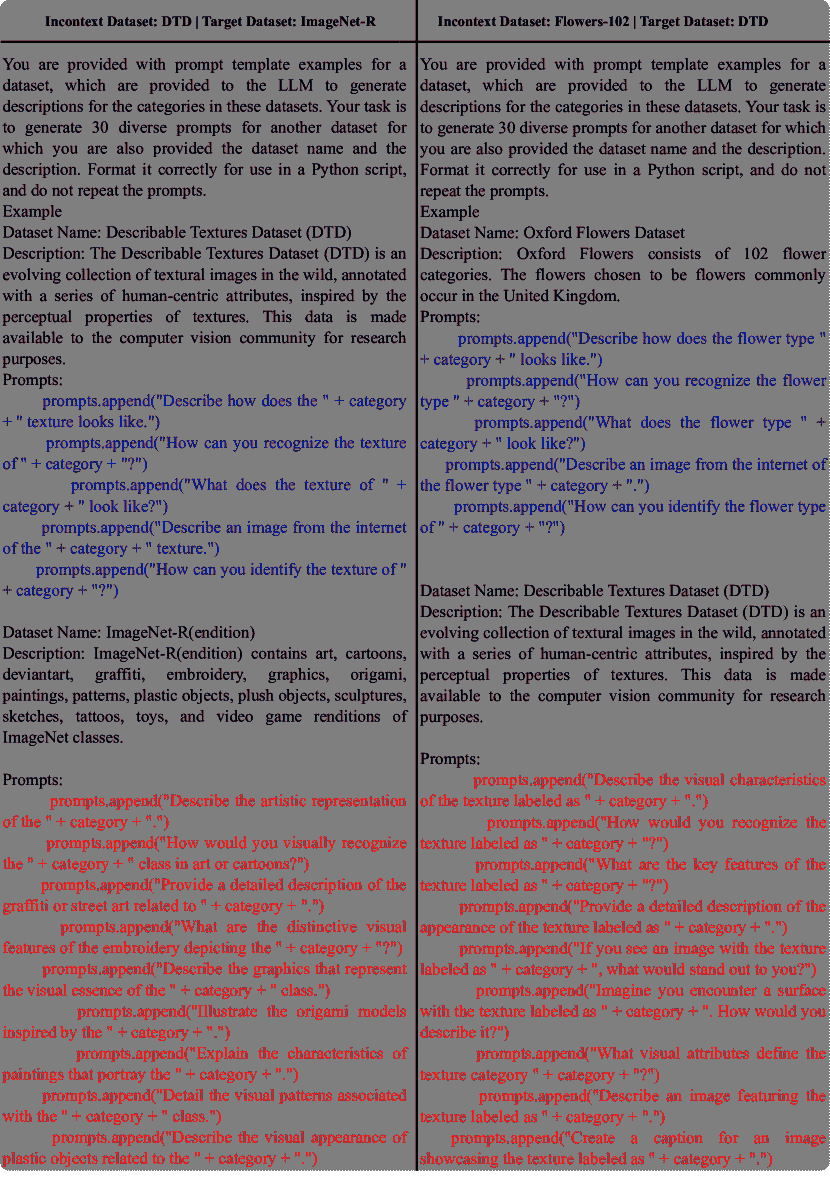 Incontext Dataset: DTD | Target Dataset: ImageNet-R
You are provided with prompt template examples for a
dataset, which are provided to the LLM to generate
descriptions for the categories in these datasets. Your task is
to generate 30 diverse prompts for another dataset for
which you are also provided the dataset name and the
description. Format it correctly for use in a Python script,
and do not repeat the prompts.
Example
Dataset Name: Describable Textures Dataset (DTD)
Description: The Describable Textures Dataset (DTD) is an
evolving collection of textural images in the wild, annotated
with a series of human-centric attributes, inspired by the
perceptual properties of textures. This data is made
available to the computer vision community for research
purposes.
Prompts:
prompts.append("Describe how does the " + category
+ " texture looks like.")
prompts.append("How can you recognize the texture
of " + category + "?")
prompts.append("What does the texture of " +
category + " look like?")
prompts.append("Describe an image from the internet
of the " + category + " texture.")
prompts.append("How can you identify the texture of "
+ category + "?")
Dataset Name: ImageNet-R(endition)
Description: ImageNet-R(endition) contains art, cartoons,
deviantart, graffiti, embroidery, graphics, origami,
paintings, patterns, plastic objects, plush objects, sculptures,
sketches, tattoos, toys, and video game renditions of
ImageNet classes.
Prompts:
prompts.append("Describe the artistic representation
of the " + category + ".")
prompts.append("How would you visually recognize
the " + category + " class in art or cartoons?")
prompts.append("Provide a detailed description of the
graffiti or street art related to " + category + ".")
prompts.append("What are the distinctive visual
features of the embroidery depicting the " + category + "?")
prompts.append("Describe the graphics that represent
the visual essence of the " + category + " class.")
prompts.append("Illustrate the origami models
inspired by the " + category + ".")
prompts.append("Explain the characteristics of
paintings that portray the " + category + ".")
prompts.append("Detail the visual patterns associated
with the " + category + " class.")
prompts.append("Describe the visual appearance of
plastic objects related to the " + category + ".")
Incontext Dataset: Flowers-102 | Target Dataset: DTD
You are provided with prompt template examples for a
dataset, which are provided to the LLM to generate
descriptions for the categories in these datasets. Your task is
to generate 30 diverse prompts for another dataset for which
you are also provided the dataset name and the description.
Format it correctly for use in a Python script, and do not
repeat the prompts.
Example
Dataset Name: Oxford Flowers Dataset
Description: Oxford Flowers consists of 102 flower
categories. The flowers chosen to be flowers commonly
occur in the United Kingdom.
Prompts:
prompts.append("Describe how does the flower type "
+ category + " looks like.")
prompts.append("How can you recognize the flower
type " + category + "?")
prompts.append("What does the flower type " +
category + " look like?")
prompts.append("Describe an image from the internet of
the flower type " + category + ".")
prompts.append("How can you identify the flower type
of " + category + "?")
Dataset Name: Describable Textures Dataset (DTD)
Description: The Describable Textures Dataset (DTD) is an
evolving collection of textural images in the wild, annotated
with a series of human-centric attributes, inspired by the
perceptual properties of textures. This data is made
available to the computer vision community for research
purposes.
Prompts:
prompts.append("Describe the visual characteristics
of the texture labeled as " + category + ".")
prompts.append("How would you recognize the
texture labeled as " + category + "?")
prompts.append("What are the key features of the
texture labeled as " + category + "?")
prompts.append("Provide a detailed description of the
appearance of the texture labeled as " + category + ".")
prompts.append("If you see an image with the texture
labeled as " + category + ", what would stand out to you?")
prompts.append("Imagine you encounter a surface
with the texture labeled as " + category + ". How would you
describe it?")
prompts.append("What visual attributes define the
texture category " + category + "?")
prompts.append("Describe an image featuring the
texture labeled as " + category + ".")
prompts.append("Create a caption for an image
showcasing the texture labeled as " + category + ".")